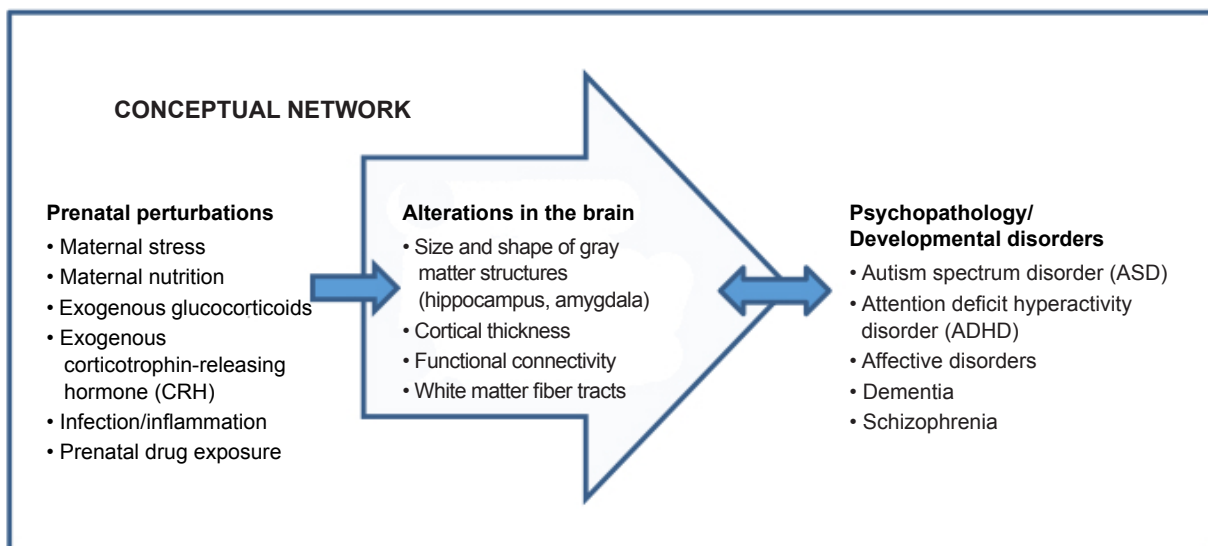 CONCEPTUAL NETWORK
Prenatal perturbations
• Maternal stress
• Maternal nutrition
• Exogenous glucocorticoids
• Exogenous
corticotrophin-releasing
hormone (CRH)
• Infection/inflammation
• Prenatal drug exposure
Alterations in the brain
• Size and shape of gray
matter structures
(hippocampus, amygdala)
• Cortical thickness
• Functional connectivity
• White matter fiber tracts
Psychopathology/
Developmental disorders
• Autism spectrum disorder (ASD)
• Attention deficit hyperactivity
disorder (ADHD)
• Affective disorders
• Dementia
• Schizophrenia